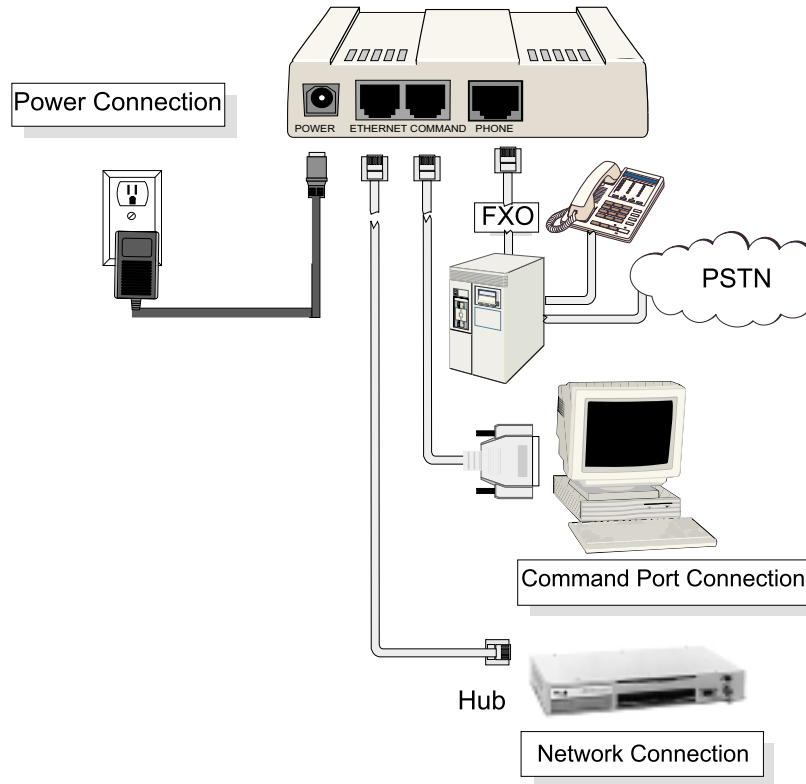 Power Connection
POWER ETHERNET COMMAND PHONE
FXO
PSTN
Command Port Connection
Hub
Network Connection